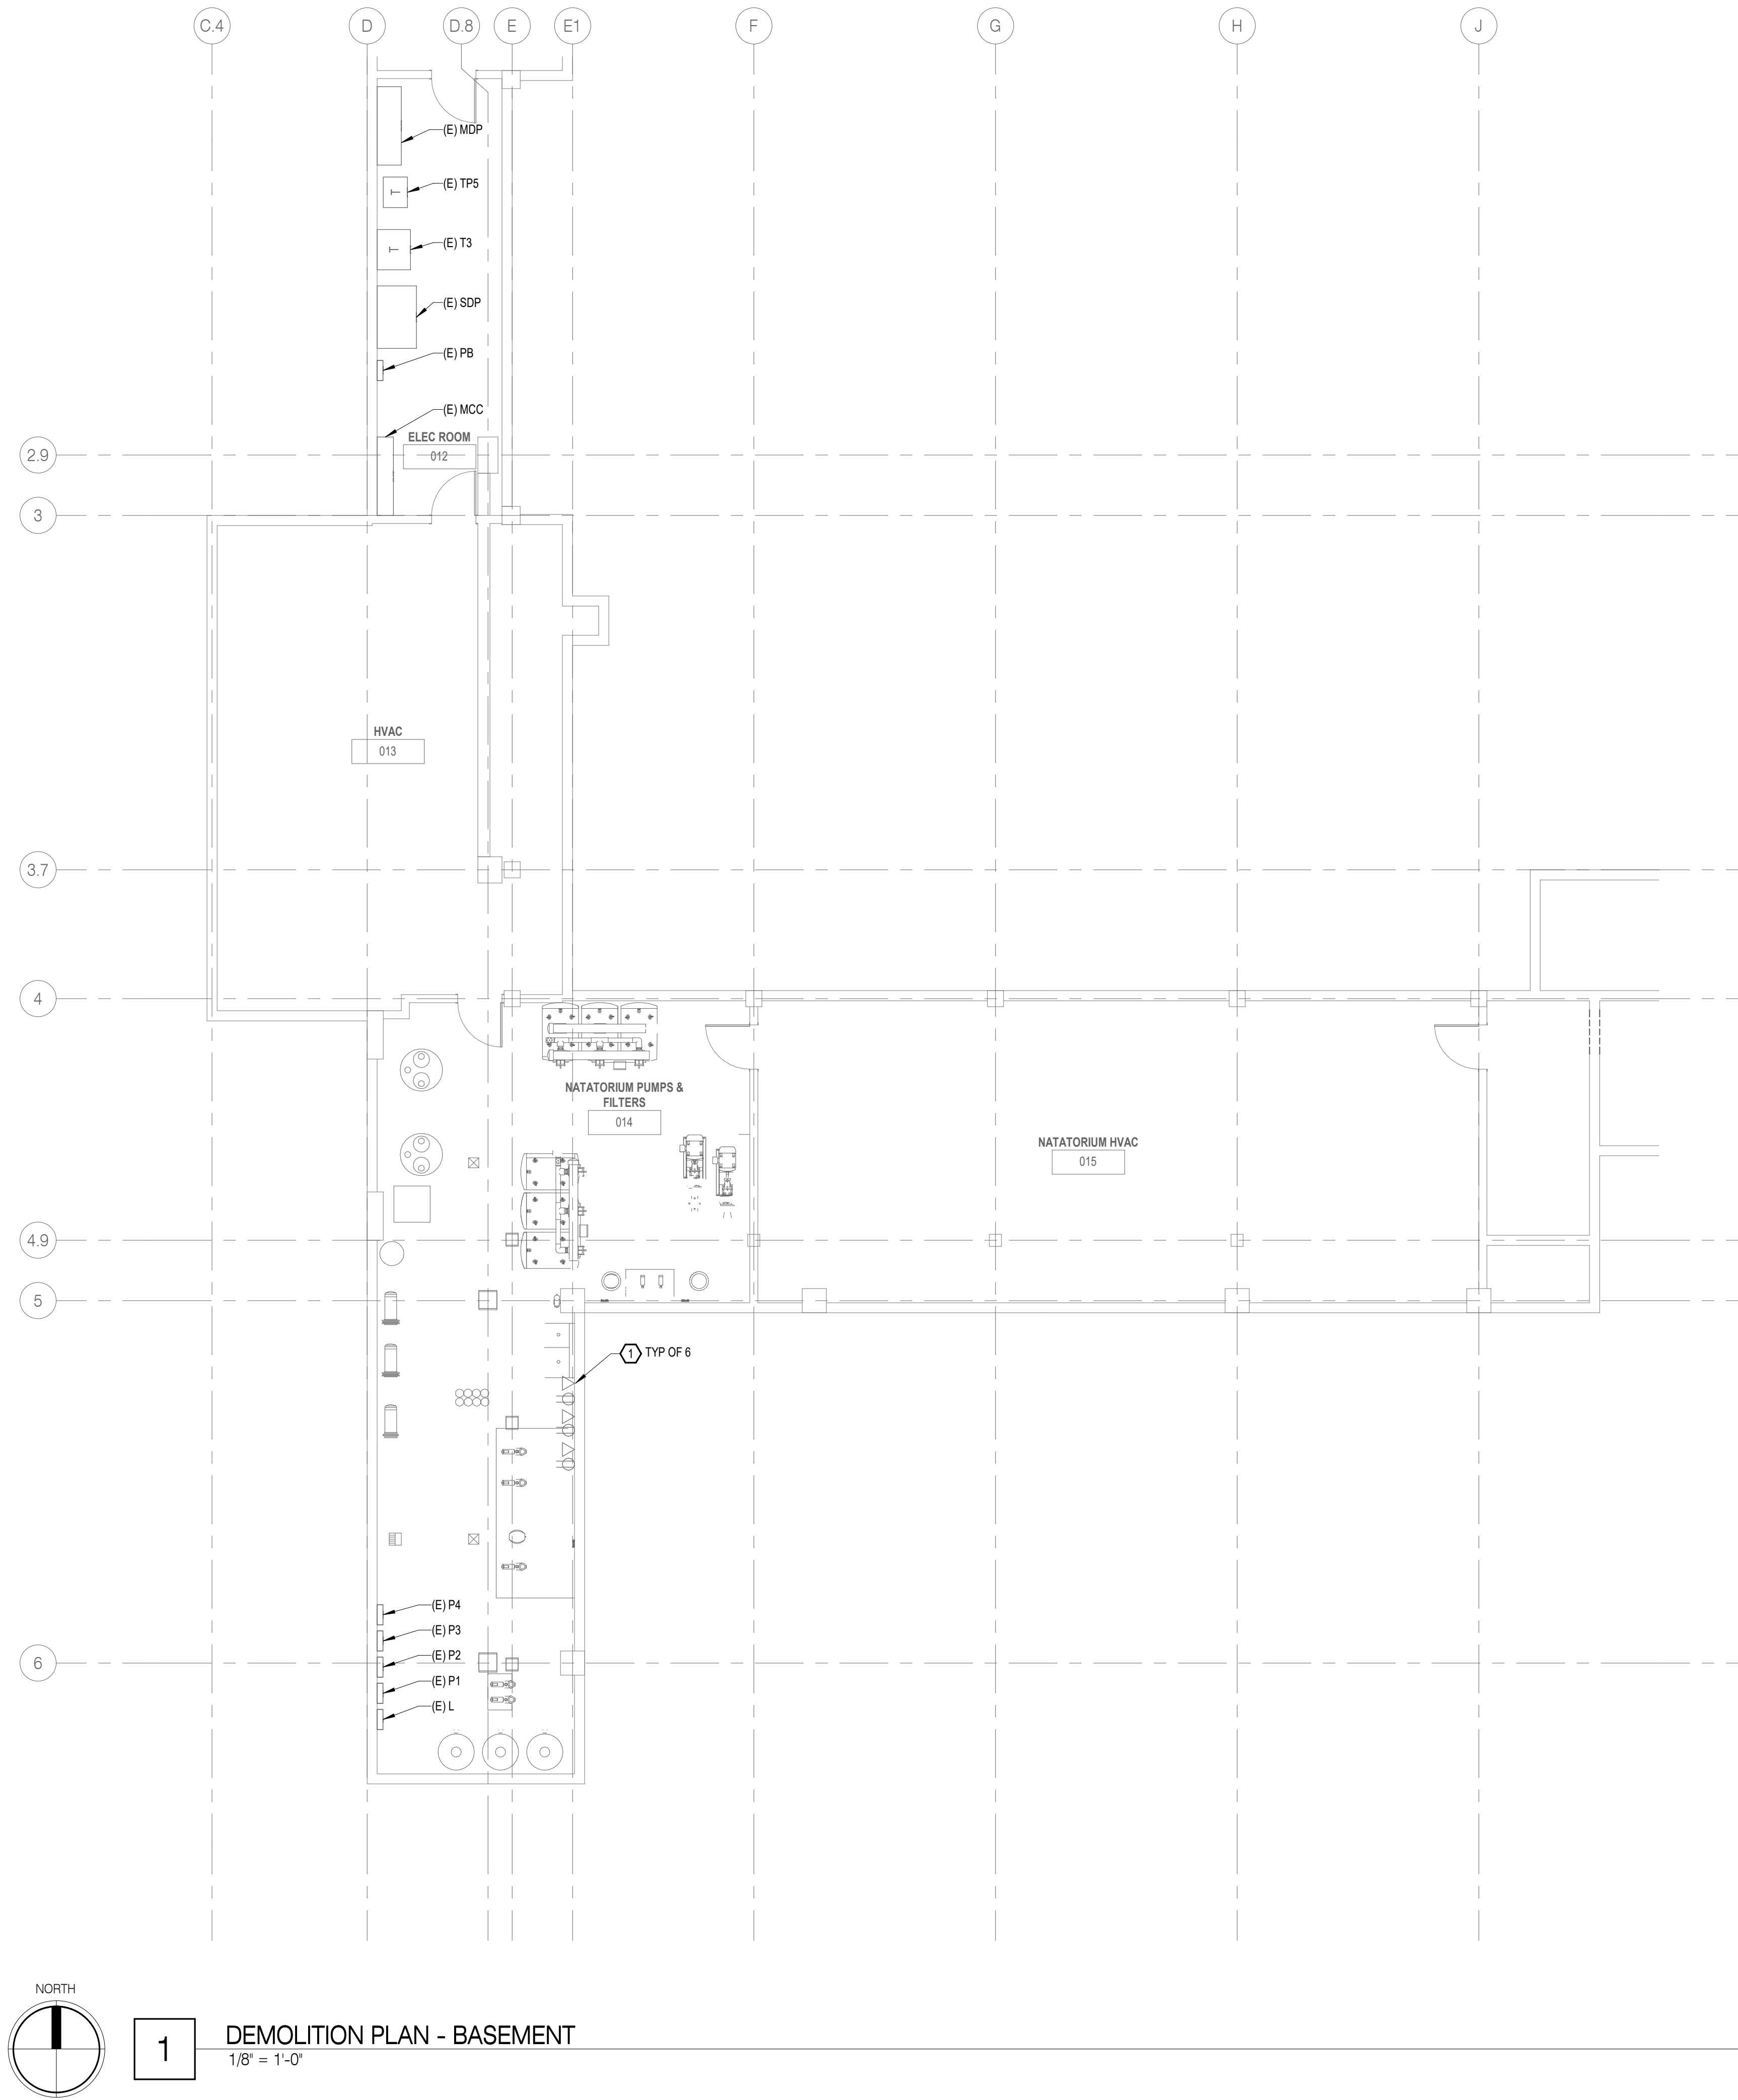 C.4
D
D.8
E
E1
F
G
H
J
(E) MDP
(E) TP5
T
(E) T3
T
(E) SDP
(E) PB
(E) MCC
ELEC ROOM
012
2.9
3
HVAC
013
3.7
4
NATATORIUM PUMPS &
FILTERS
014
NATATORIUM HVAC
015
4.9
5
1 TYP OF 6
(E) P4
(E) P3
(E) P2
(E) P1
(E) L
6
NORTH
1
DEMOLITION PLAN - BASEMENT
1/8" = 1'-0"